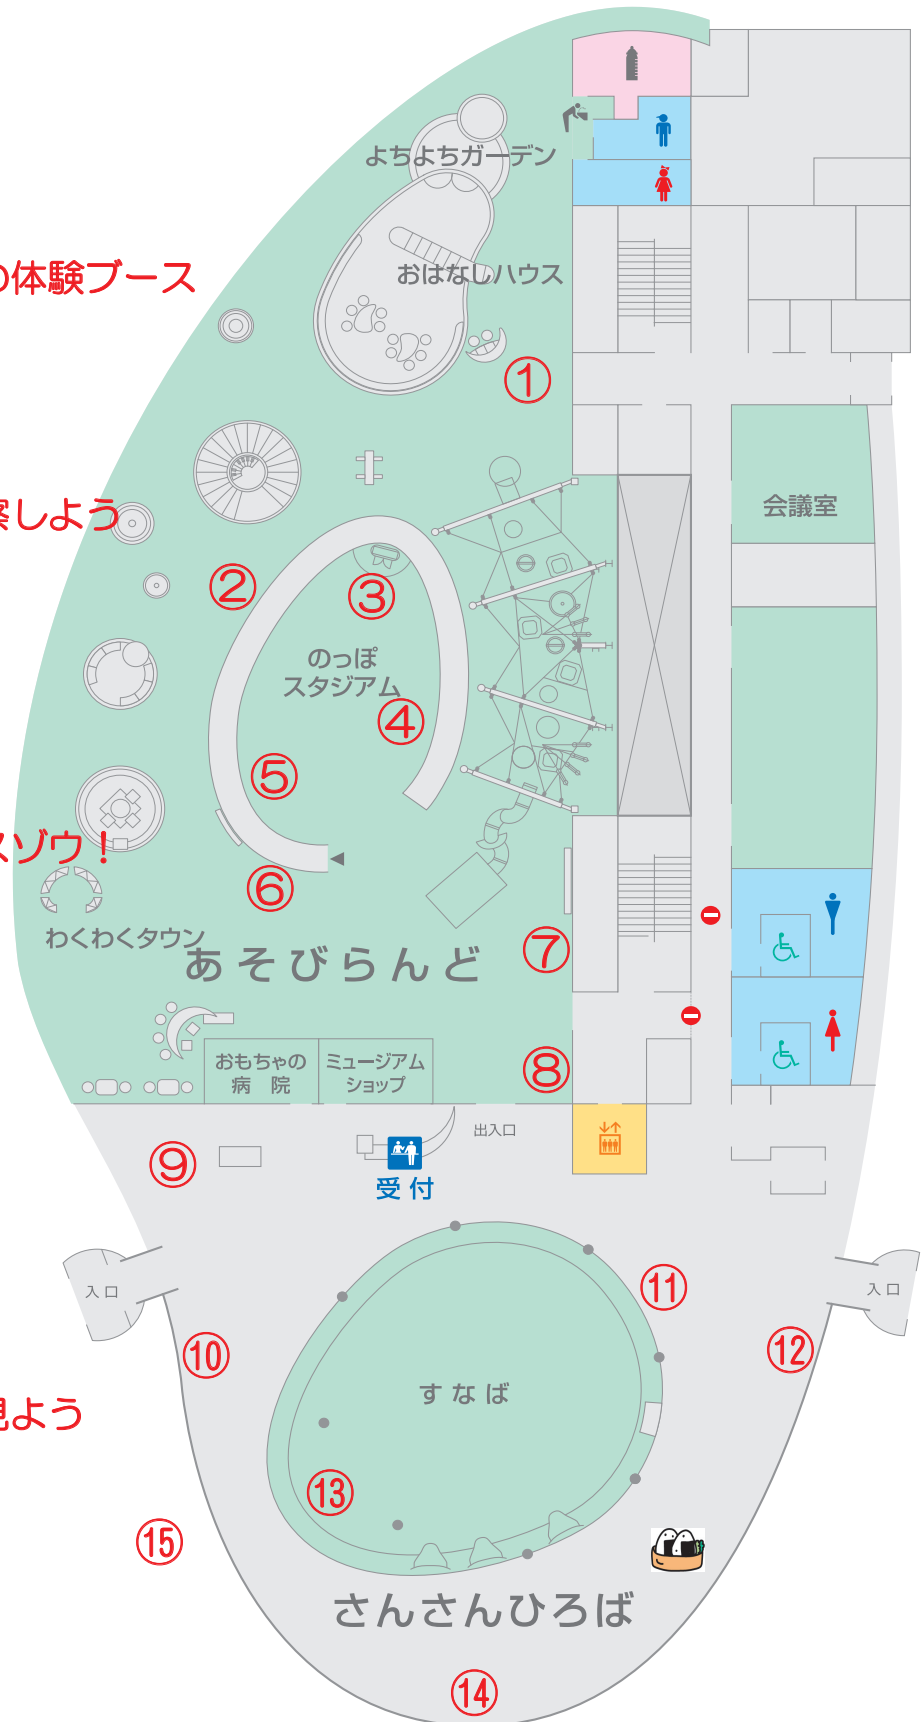 よちよちガーデン
の体験ブース
おはなしハウス
①
会議室
察しよう
②
③
のっぽ
スタジアム
④
⑤
スゾウ！
⑥
わくわくタウン
あそびらんど
⑦
おもちゃの
病　院
ミュージアム
ショップ
⑧
出入口
⑨
受付
入口
入口
⑪
⑩
⑫
すなば
見よう
⑬
⑮
さんさんひろば
⑭